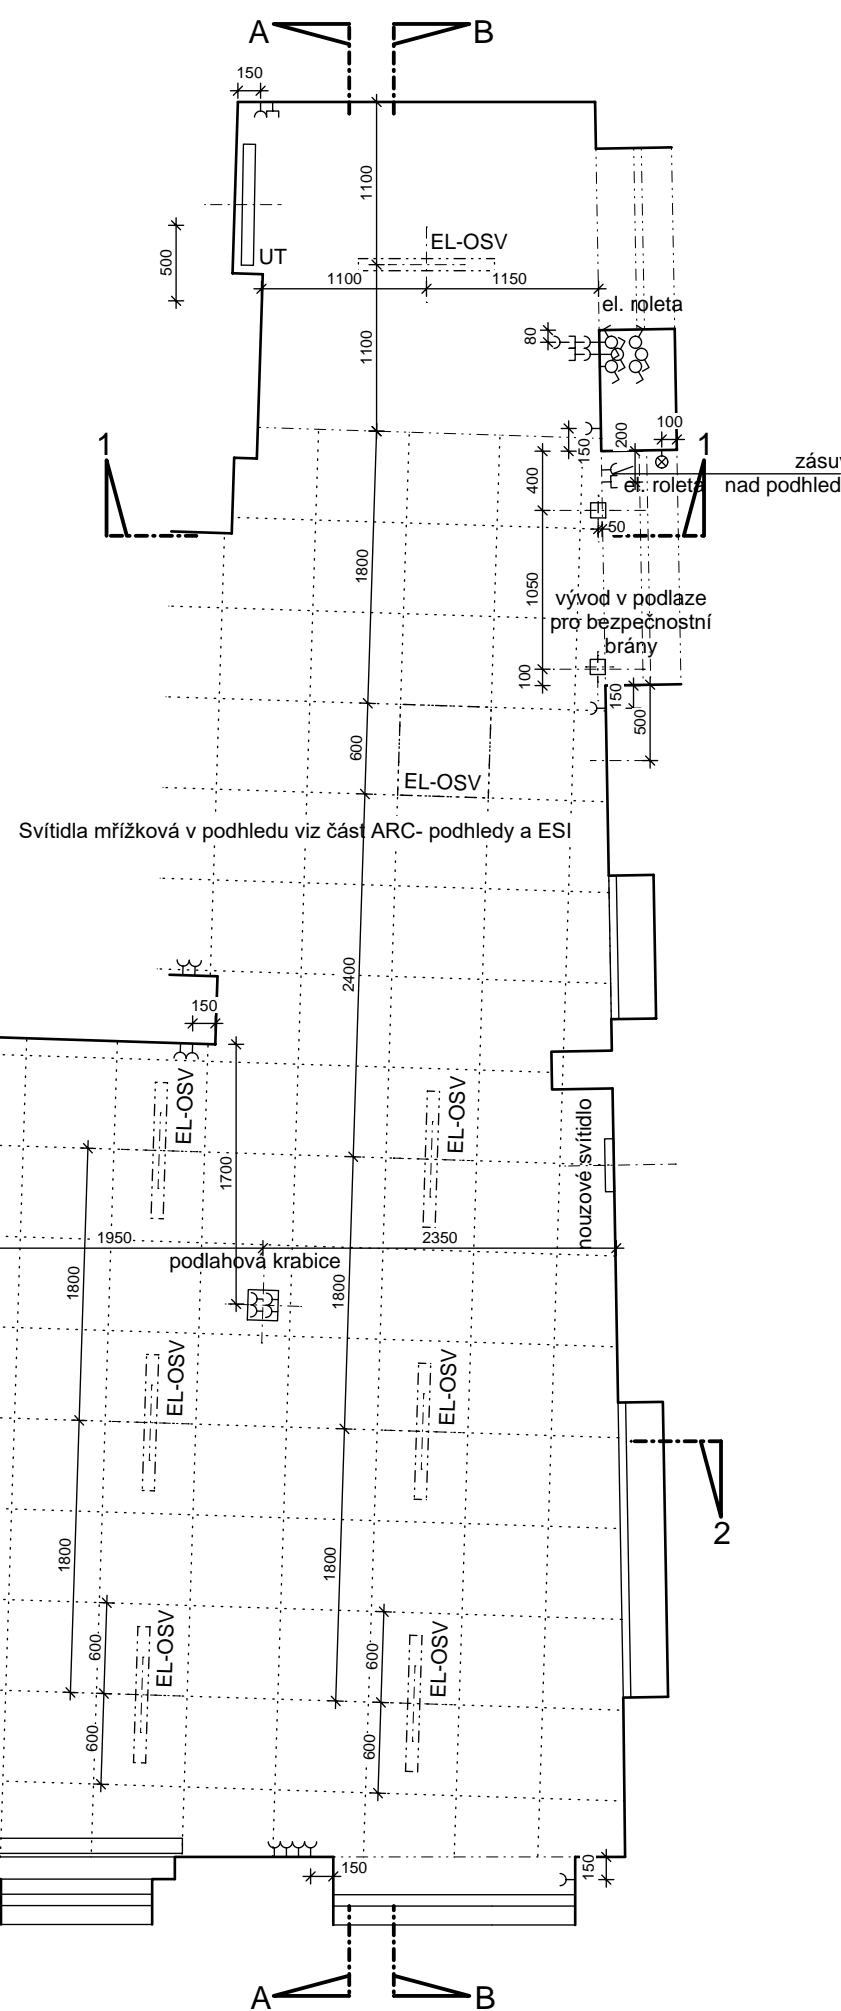 A
B
150
1100
EL-OSV
UT
500
1100
1150
el. roleta
80
1100
150
200
100
1
1
zásu
400
el. roleta
nad podhled
50
1800
1050
vývod v podlaze
pro bezpečnostní
brány
100
150
500
600
EL-OSV
Svítidla mřížková v podhledu viz část ARC- podhledy a ESI
2400
150
EL-OSV
EL-OSV
nouzové svítidlo
1700
1950
2350
podlahová krabice
1800
1800
EL-OSV
EL-OSV
2
1800
1800
EL-OSV
EL-OSV
600
600
600
600
150
150
A
B